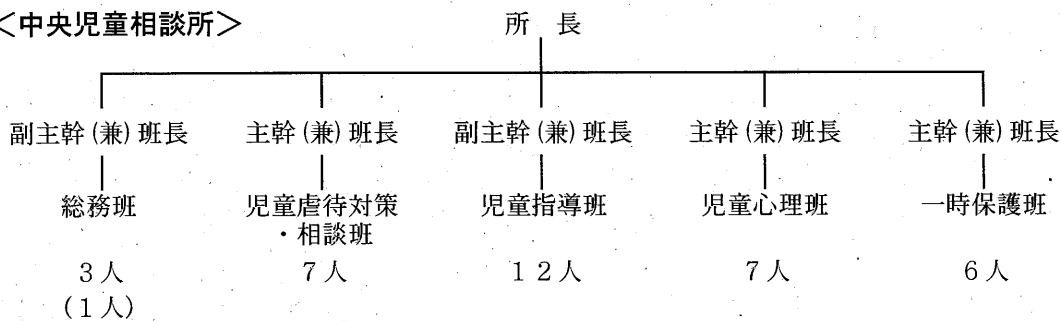 ＜中央児童相談所＞
所　長
副主幹(兼)班長　主幹(兼)班長　副主幹(兼)班長　主幹(兼)班長　主幹(兼)班長
総務班　児童虐待対策　児童指導班　児童心理班　一時保護班
・相談班
3人　7人　12人　7人　6人
(1人)